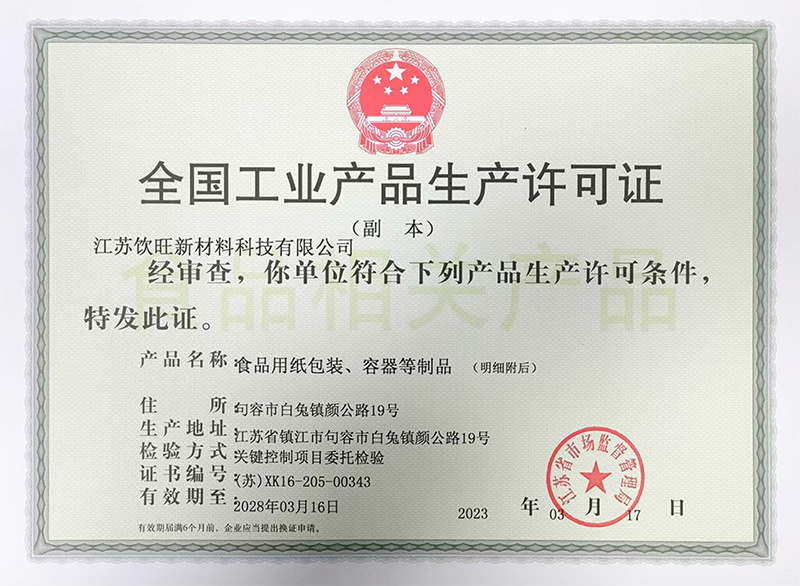 全国工业产品生产许可证
（副 本）
江苏饮旺新材料科技有限公司
食品相关产品
经审查，你单位符合下列产品生产许可条件，
特发此证。
产品名称：食品用纸包装、容器等制品 （明细附后）
住 所：句容市白兔镇颜公路19号
生产地址：江苏省镇江市句容市白兔镇颜公路19号
检验方式：关键控制项目委托检验
证书编号：(苏)XK16-205-00343
有效期至：2028年03月16日
江苏省市场监督管理局
2023 年 03 月 17 日
有效期届满6个月前，企业应当提出换证申请。